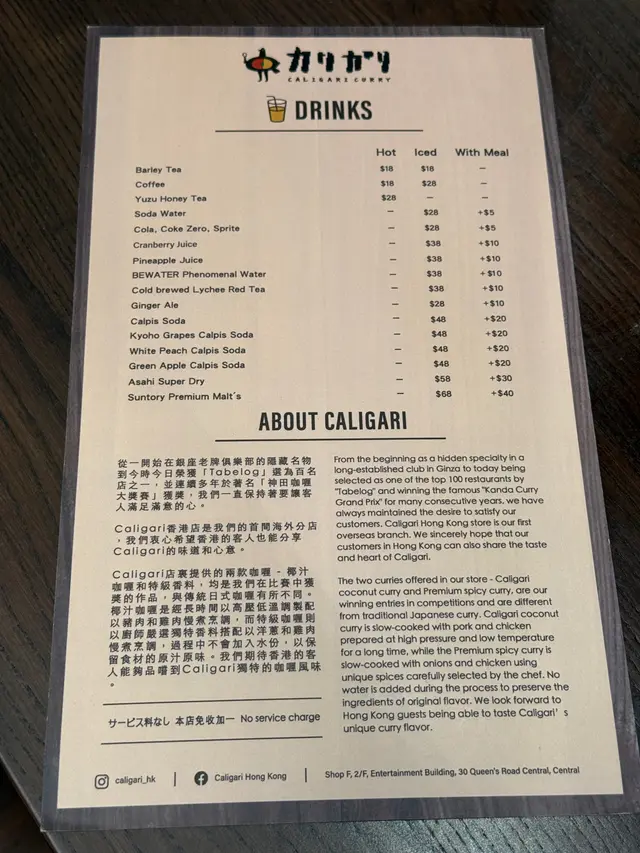 カリガリ
CALIGARI CURRY
DRINKS
Hot Iced With Meal
Barley Tea $18 $18 –
Coffee $18 $28 –
Yuzu Honey Tea $28 – –
Soda Water – $28 +$5
Cola, Coke Zero, Sprite – $28 +$5
Cranberry Juice – $38 +$10
Pineapple Juice – $38 +$10
BEWATER Phenomenal Water – $38 +$10
Cold brewed Lychee Red Tea – $38 +$10
Ginger Ale – $28 +$10
Calpis Soda – $48 +$20
Kyoho Grapes Calpis Soda – $48 +$20
White Peach Calpis Soda – $48 +$20
Green Apple Calpis Soda – $48 +$20
Asahi Super Dry – $58 +$30
Suntory Premium Malt´s – $68 +$40
ABOUT CALIGARI
從一開始在銀座老牌俱樂部的隱藏名物
到今時今日榮獲「Tabelog」選為百名
店之一，並連續多年於著名「神田咖喱
大獎賽」獲獎，我們一直保持著要讓客
人滿足滿意的心。
Caligari香港店是我們的首間海外分店
，我們衷心希望香港的客人也能分享
Caligari的味道和心意。
Caligari店裏提供的兩款咖喱 - 椰汁
咖喱和特級香料，均是我們在比賽中獲
獎的作品，與傳統日式咖喱有所不同。
椰汁咖喱是經長時間以高壓低溫調製配
以豬肉和雞肉慢煮烹調，而特級咖喱則
以廚師嚴選獨特香料搭配以洋蔥和雞肉
慢煮烹調，過程中不會加入水份，以保
留食材的原汁原味。我們期待香港的客
人能夠品嚐到Caligari獨特的咖喱風味
。
サービス料なし 本店免收加一 No service charge
From the beginning as a hidden specialty in a
long-established club in Ginza to today being
selected as one of the top 100 restaurants by
"Tabelog" and winning the famous "Kanda Curry
Grand Prix" for many consecutive years, we have
always maintained the desire to satisfy our
customers. Caligari Hong Kong store is our first
overseas branch. We sincerely hope that our
customers in Hong Kong can also share the taste
and heart of Caligari.
The two curries offered in our store - Caligari
coconut curry and Premium spicy curry, are our
winning entries in competitions and are different
from traditional Japanese curry. Caligari coconut
curry is slow-cooked with pork and chicken
prepared at high pressure and low temperature
for a long time, while the Premium spicy curry is
slow-cooked with onions and chicken using
unique spices carefully selected by the chef. No
water is added during the process to preserve the
ingredients of original flavor. We look forward to
Hong Kong guests being able to taste Caligari' s
unique curry flavor.
caligari_hk | Caligari Hong Kong | Shop F, 2/F, Entertainment Building, 30 Queen's Road Central, Central